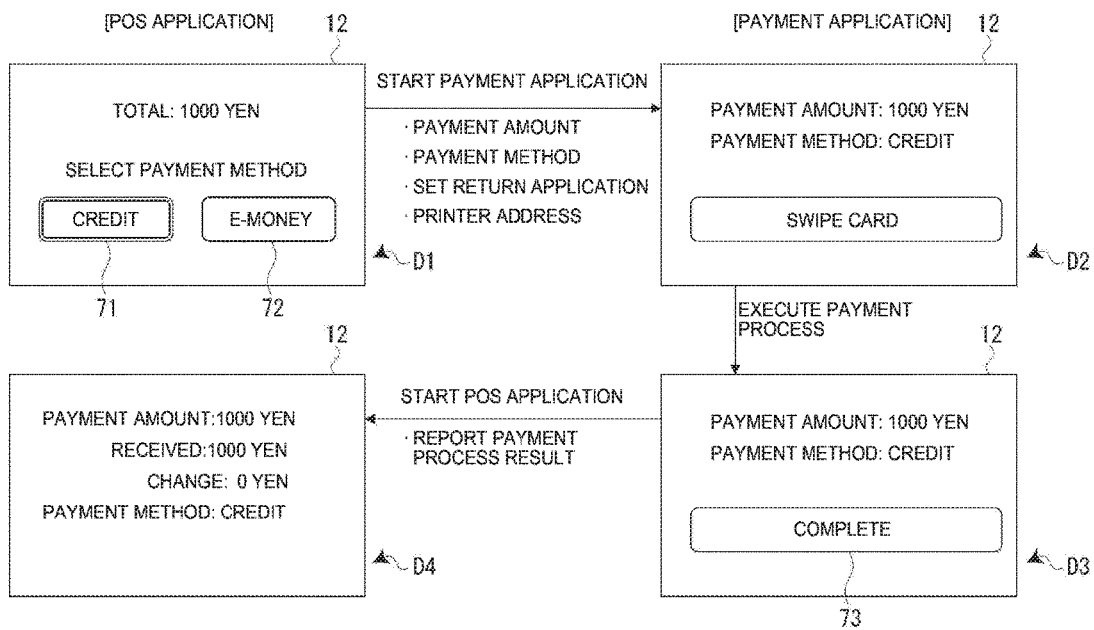 [POS APPLICATION]
[PAYMENT APPLICATION]
12
12
TOTAL: 1000 YEN
SELECT PAYMENT METHOD
CREDIT
E-MONEY
71
72
D1
START PAYMENT APPLICATION
· PAYMENT AMOUNT
· PAYMENT METHOD
· SET RETURN APPLICATION
· PRINTER ADDRESS
PAYMENT AMOUNT: 1000 YEN
PAYMENT METHOD: CREDIT
SWIPE CARD
D2
EXECUTE PAYMENT
PROCESS
12
12
PAYMENT AMOUNT:1000 YEN
RECEIVED:1000 YEN
CHANGE: 0 YEN
PAYMENT METHOD: CREDIT
D4
START POS APPLICATION
· REPORT PAYMENT
PROCESS RESULT
PAYMENT AMOUNT: 1000 YEN
PAYMENT METHOD: CREDIT
COMPLETE
D3
73